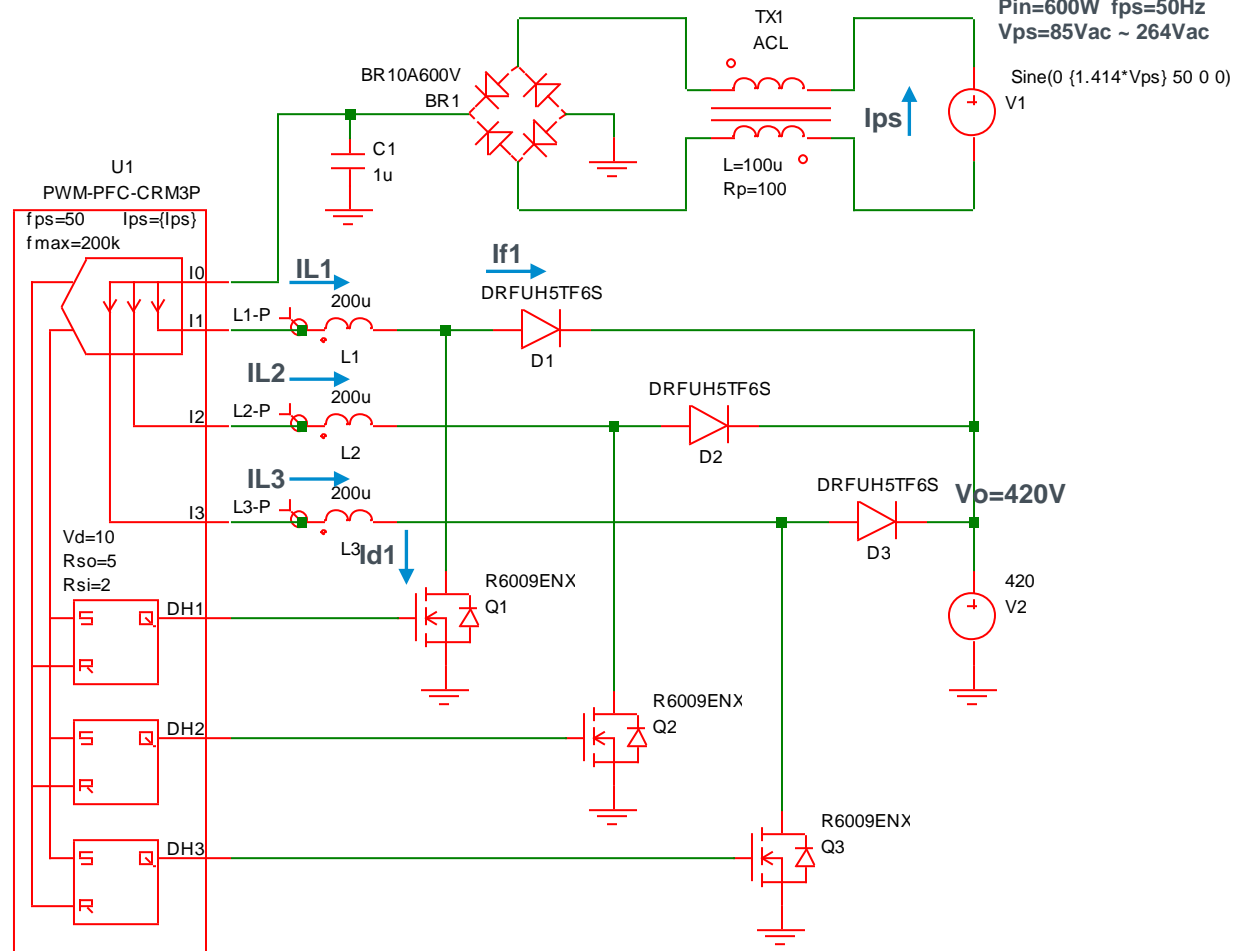 Pin=600W fps=50Hz
Vps=85Vac ~ 264Vac
Sine(0 {1.414*Vps} 50 0 0)
V1
TX1
ACL
Ips
L=100u
Rp=100
BR10A600V
BR1
C1
1u
U1
PWM-PFC-CRM3P
fps=50 Ips={Ips}
fmax=200k
I0
I1
I2
I3
IL1
200u
L1-P
L1
If1
DRFUH5TF6S
D1
IL2
200u
L2-P
L2
DRFUH5TF6S
D2
IL3
200u
L3-P
L3
Id1
DRFUH5TF6S
D3
Vo=420V
420
V2
Vd=10
Rso=5
Rsi=2
S Q
R
DH1
R6009ENX
Q1
S Q
R
DH2
R6009ENX
Q2
S Q
R
DH3
R6009ENX
Q3